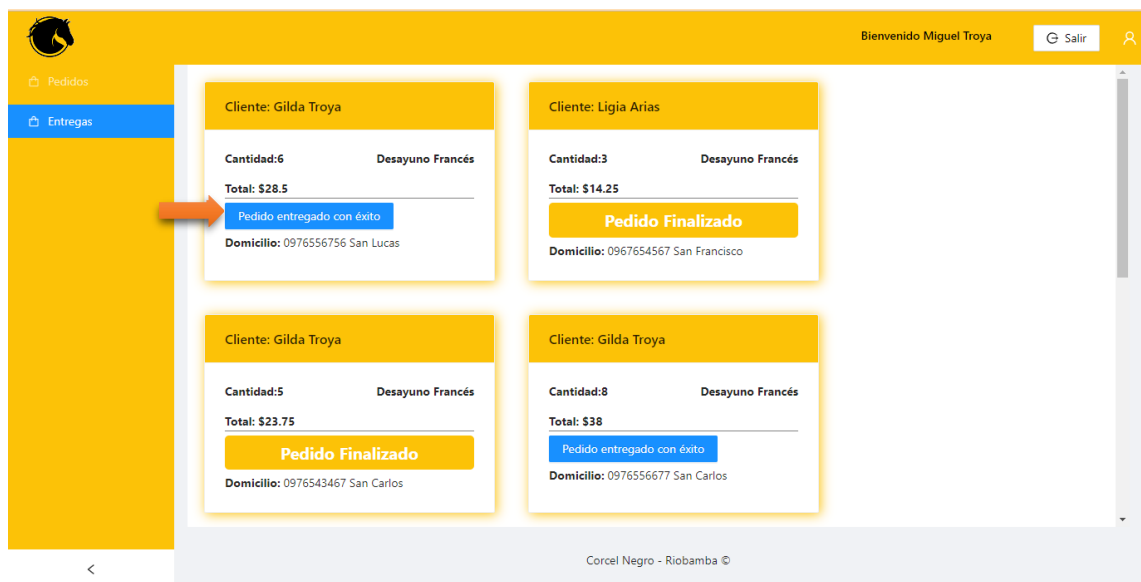 Bienvenido Miguel Troya
Salir
Pedidos
Entregas
Cliente: Gilda Troya
Cantidad:6 Desayuno Francés
Total: $28.5
Pedido entregado con éxito
Domicilio: 0976556756 San Lucas
Cliente: Ligia Arias
Cantidad:3 Desayuno Francés
Total: $14.25
Pedido Finalizado
Domicilio: 0967654567 San Francisco
Cliente: Gilda Troya
Cantidad:5 Desayuno Francés
Total: $23.75
Pedido Finalizado
Domicilio: 0976543467 San Carlos
Cliente: Gilda Troya
Cantidad:8 Desayuno Francés
Total: $38
Pedido entregado con éxito
Domicilio: 0976556677 San Carlos
Corcel Negro - Riobamba ©